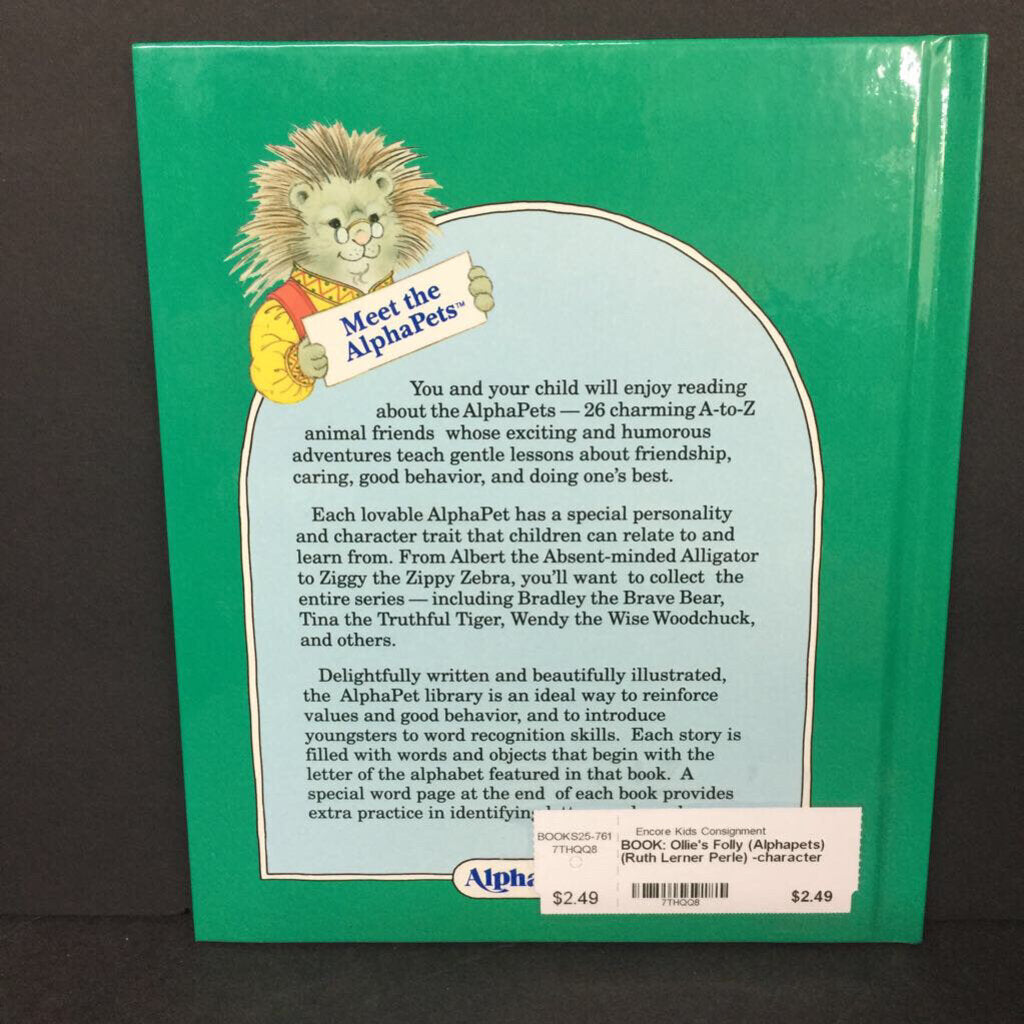 Meet the
AlphaPets™
You and your child will enjoy reading
about the AlphaPets — 26 charming A-to-Z
animal friends whose exciting and humorous
adventures teach gentle lessons about friendship,
caring, good behavior, and doing one's best.
Each lovable AlphaPet has a special personality
and character trait that children can relate to and
learn from. From Albert the Absent-minded Alligator
to Ziggy the Zippy Zebra, you'll want to collect the
entire series — including Bradley the Brave Bear,
Tina the Truthful Tiger, Wendy the Wise Woodchuck,
and others.
Delightfully written and beautifully illustrated,
the AlphaPet library is an ideal way to reinforce
values and good behavior, and to introduce
youngsters to word recognition skills. Each story is
filled with words and objects that begin with the
letter of the alphabet featured in that book. A
special word page at the end of each book provides
extra practice in
Alpha
BOOKS25-761
7THQQ8
$2.49
Encore Kids Consignment
BOOK: Ollie's Folly (Alphapets)
(Ruth Lerner Perle) -character
7THQQ8
$2.49